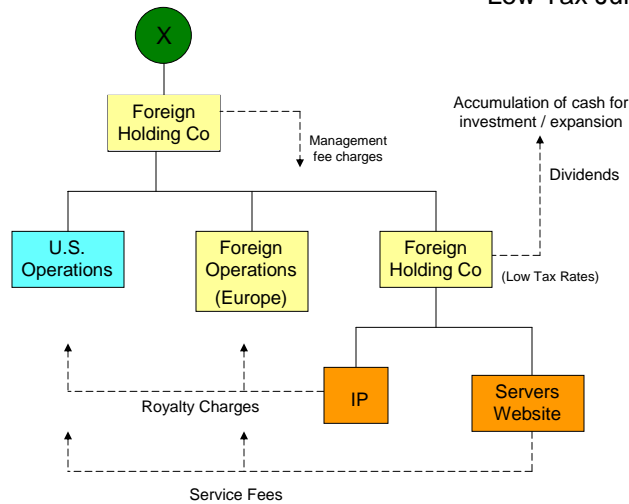 Low Tax Jur
X
Foreign
Holding Co
Management
fee charges
Accumulation of cash for
investment / expansion
Dividends
U.S.
Operations
Foreign
Operations
(Europe)
Foreign
Holding Co
(Low Tax Rates)
IP
Servers
Website
Royalty Charges
Service Fees